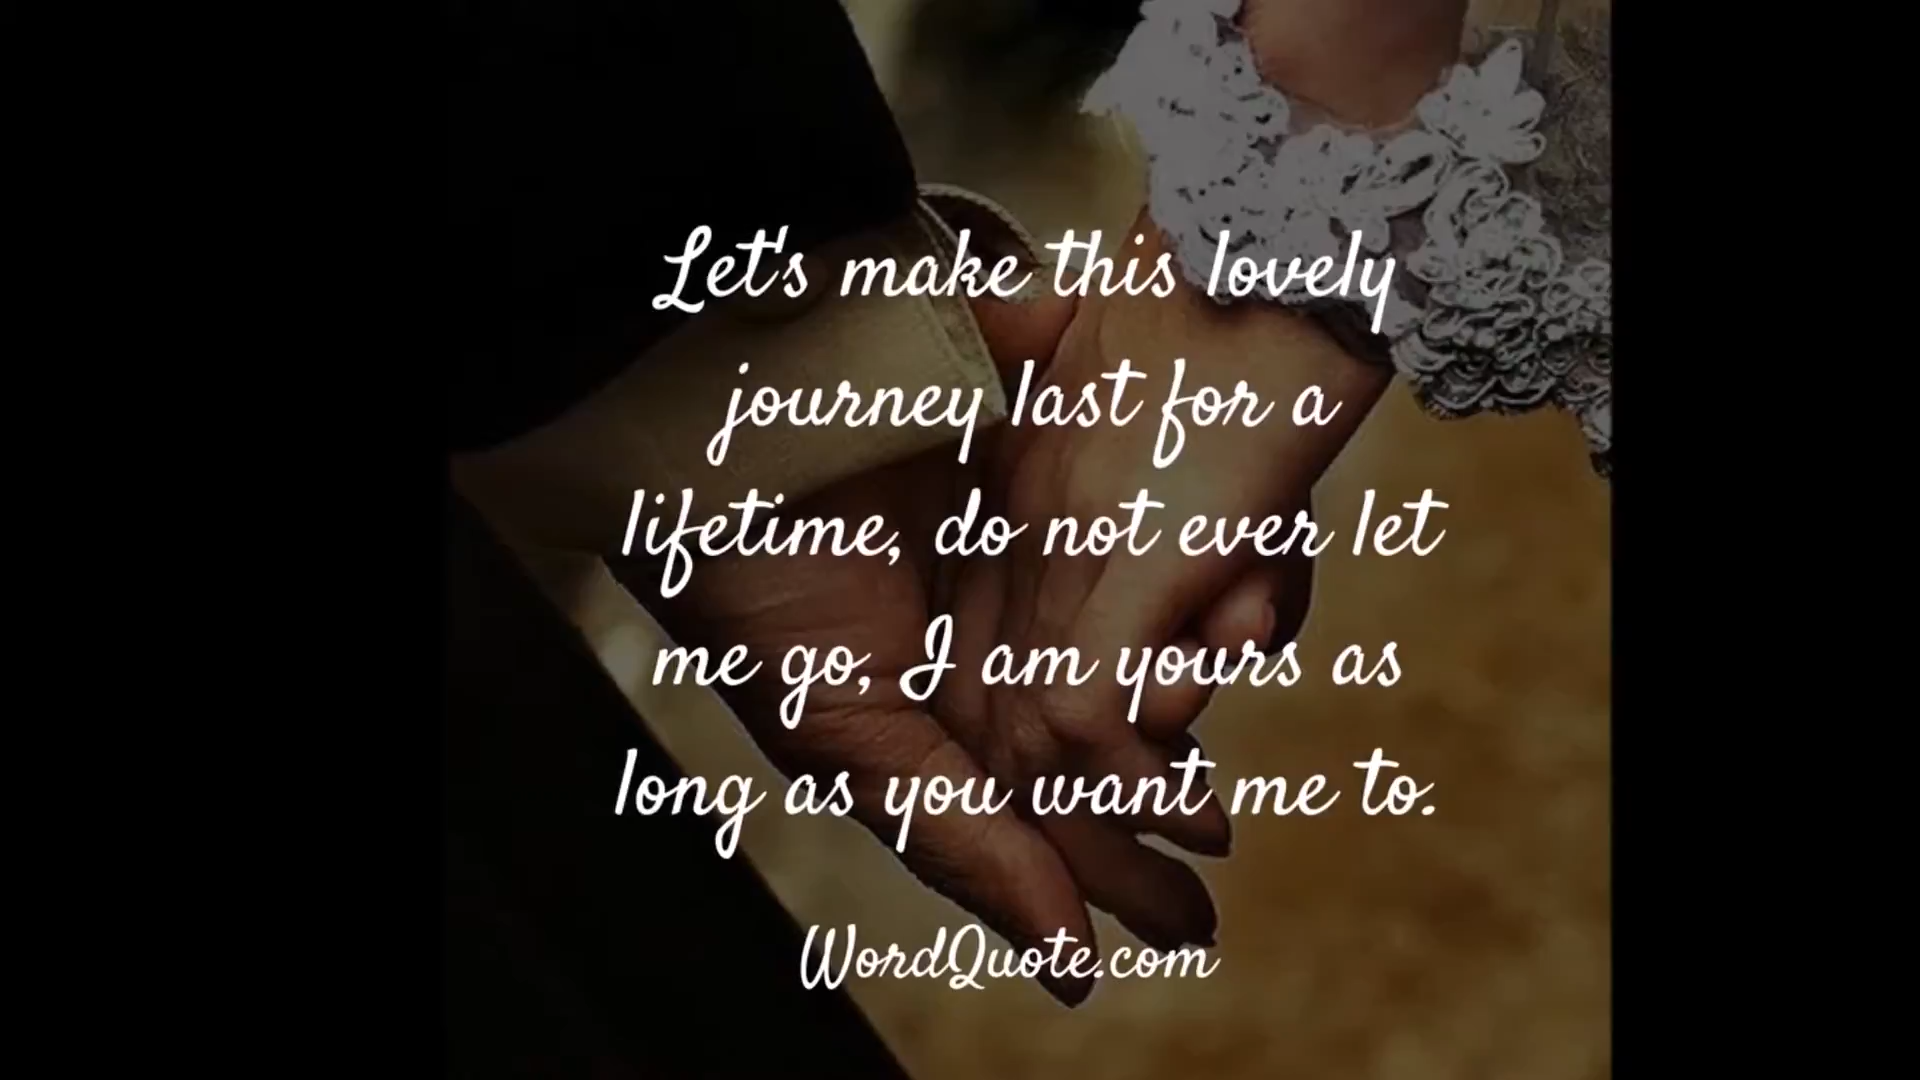 Let's make this lovely
journey last for a
lifetime, do not ever let
me go, I am yours as
long as you want me to.
WordQuote.com